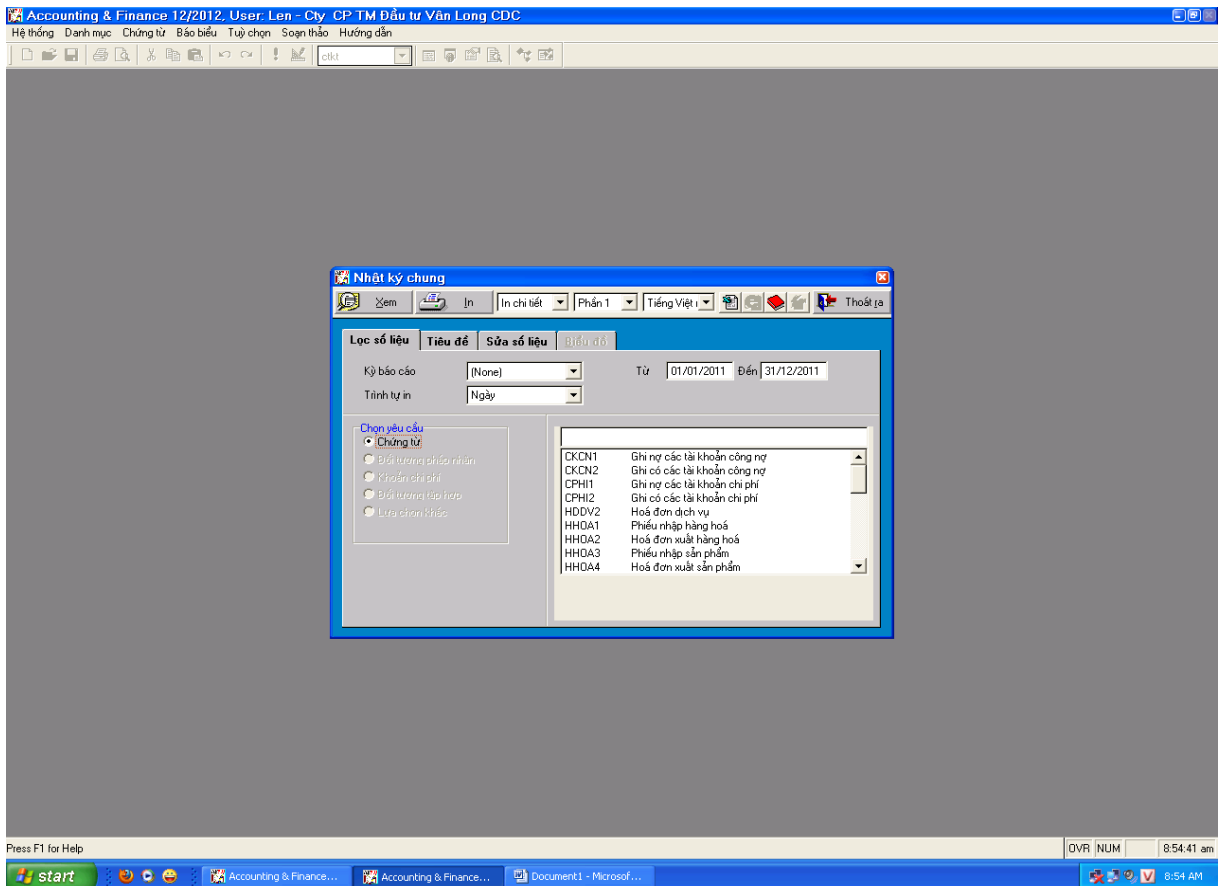 Accounting & Finance 12/2012, User: Len - Cty CP TM Đầu tư Vân Long CDC
Hệ thống Danh mục Chứng từ Báo biểu Tuỳ chọn Soạn thảo Hướng dẫn
ctkt
Nhật ký chung
Xem In In chi tiết Phần 1 Tiếng Việt Thoát ra
Lọc số liệu Tiêu đề Sửa số liệu Biểu đồ
Kỳ báo cáo (None) Từ 01/01/2011 Đến 31/12/2011
Trình tự in Ngày
Chọn yêu cầu
Chứng từ
Đối tượng pháp nhân
Khoản chi phí
Đối tượng tập hợp
Lựa chọn khác
CKCN1 Ghi nợ các tài khoản công nợ
CKCN2 Ghi có các tài khoản công nợ
CPHI1 Ghi nợ các tài khoản chi phí
CPHI2 Ghi có các tài khoản chi phí
HDDV2 Hoá đơn dịch vụ
HHOA1 Phiếu nhập hàng hoá
HHOA2 Hoá đơn xuất hàng hoá
HHOA3 Phiếu nhập sản phẩm
HHOA4 Hoá đơn xuất sản phẩm
Press F1 for Help OVR NUM 8:54:41 am
start Accounting & Finance... Accounting & Finance... Document1 - Microsof... V 8:54 AM